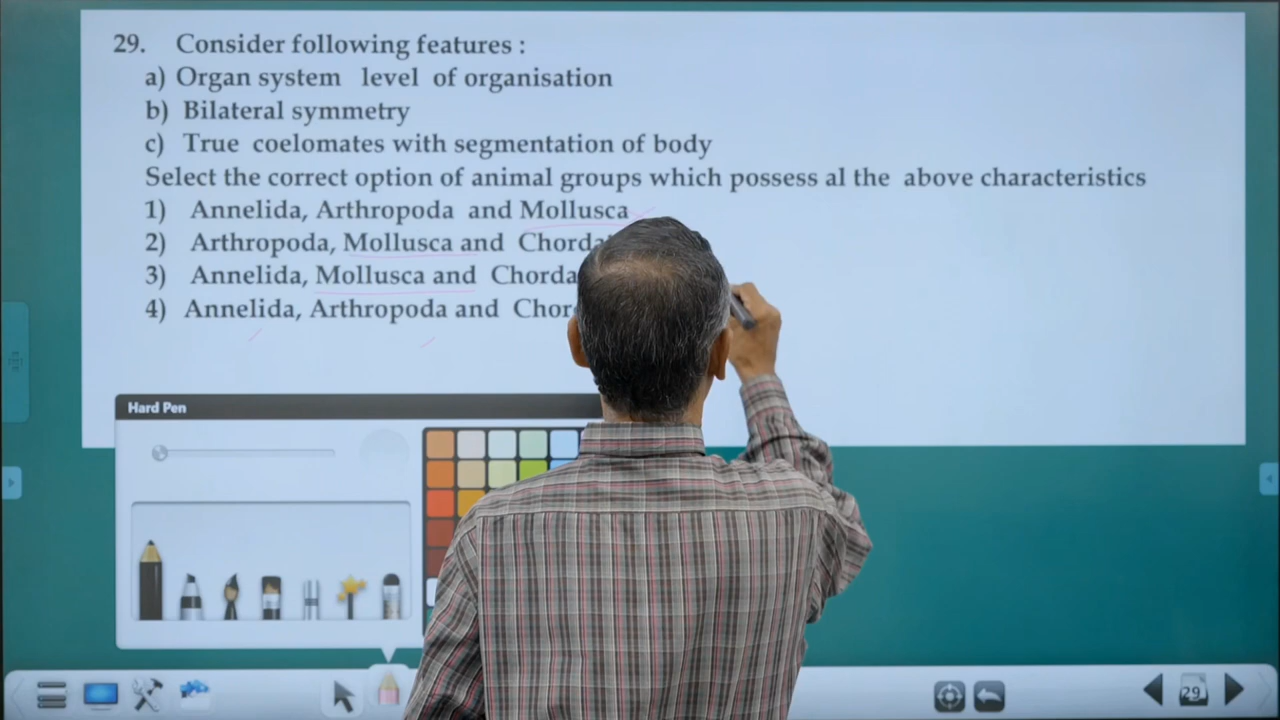 29. Consider following features :
a) Organ system level of organisation
b) Bilateral symmetry
c) True coelomates with segmentation of body
Select the correct option of animal groups which possess al the above characteristics
1) Annelida, Arthropoda and Mollusca
2) Arthropoda, Mollusca and Chorda
3) Annelida, Mollusca and Chorda
4) Annelida, Arthropoda and Chor
Hard Pen
29